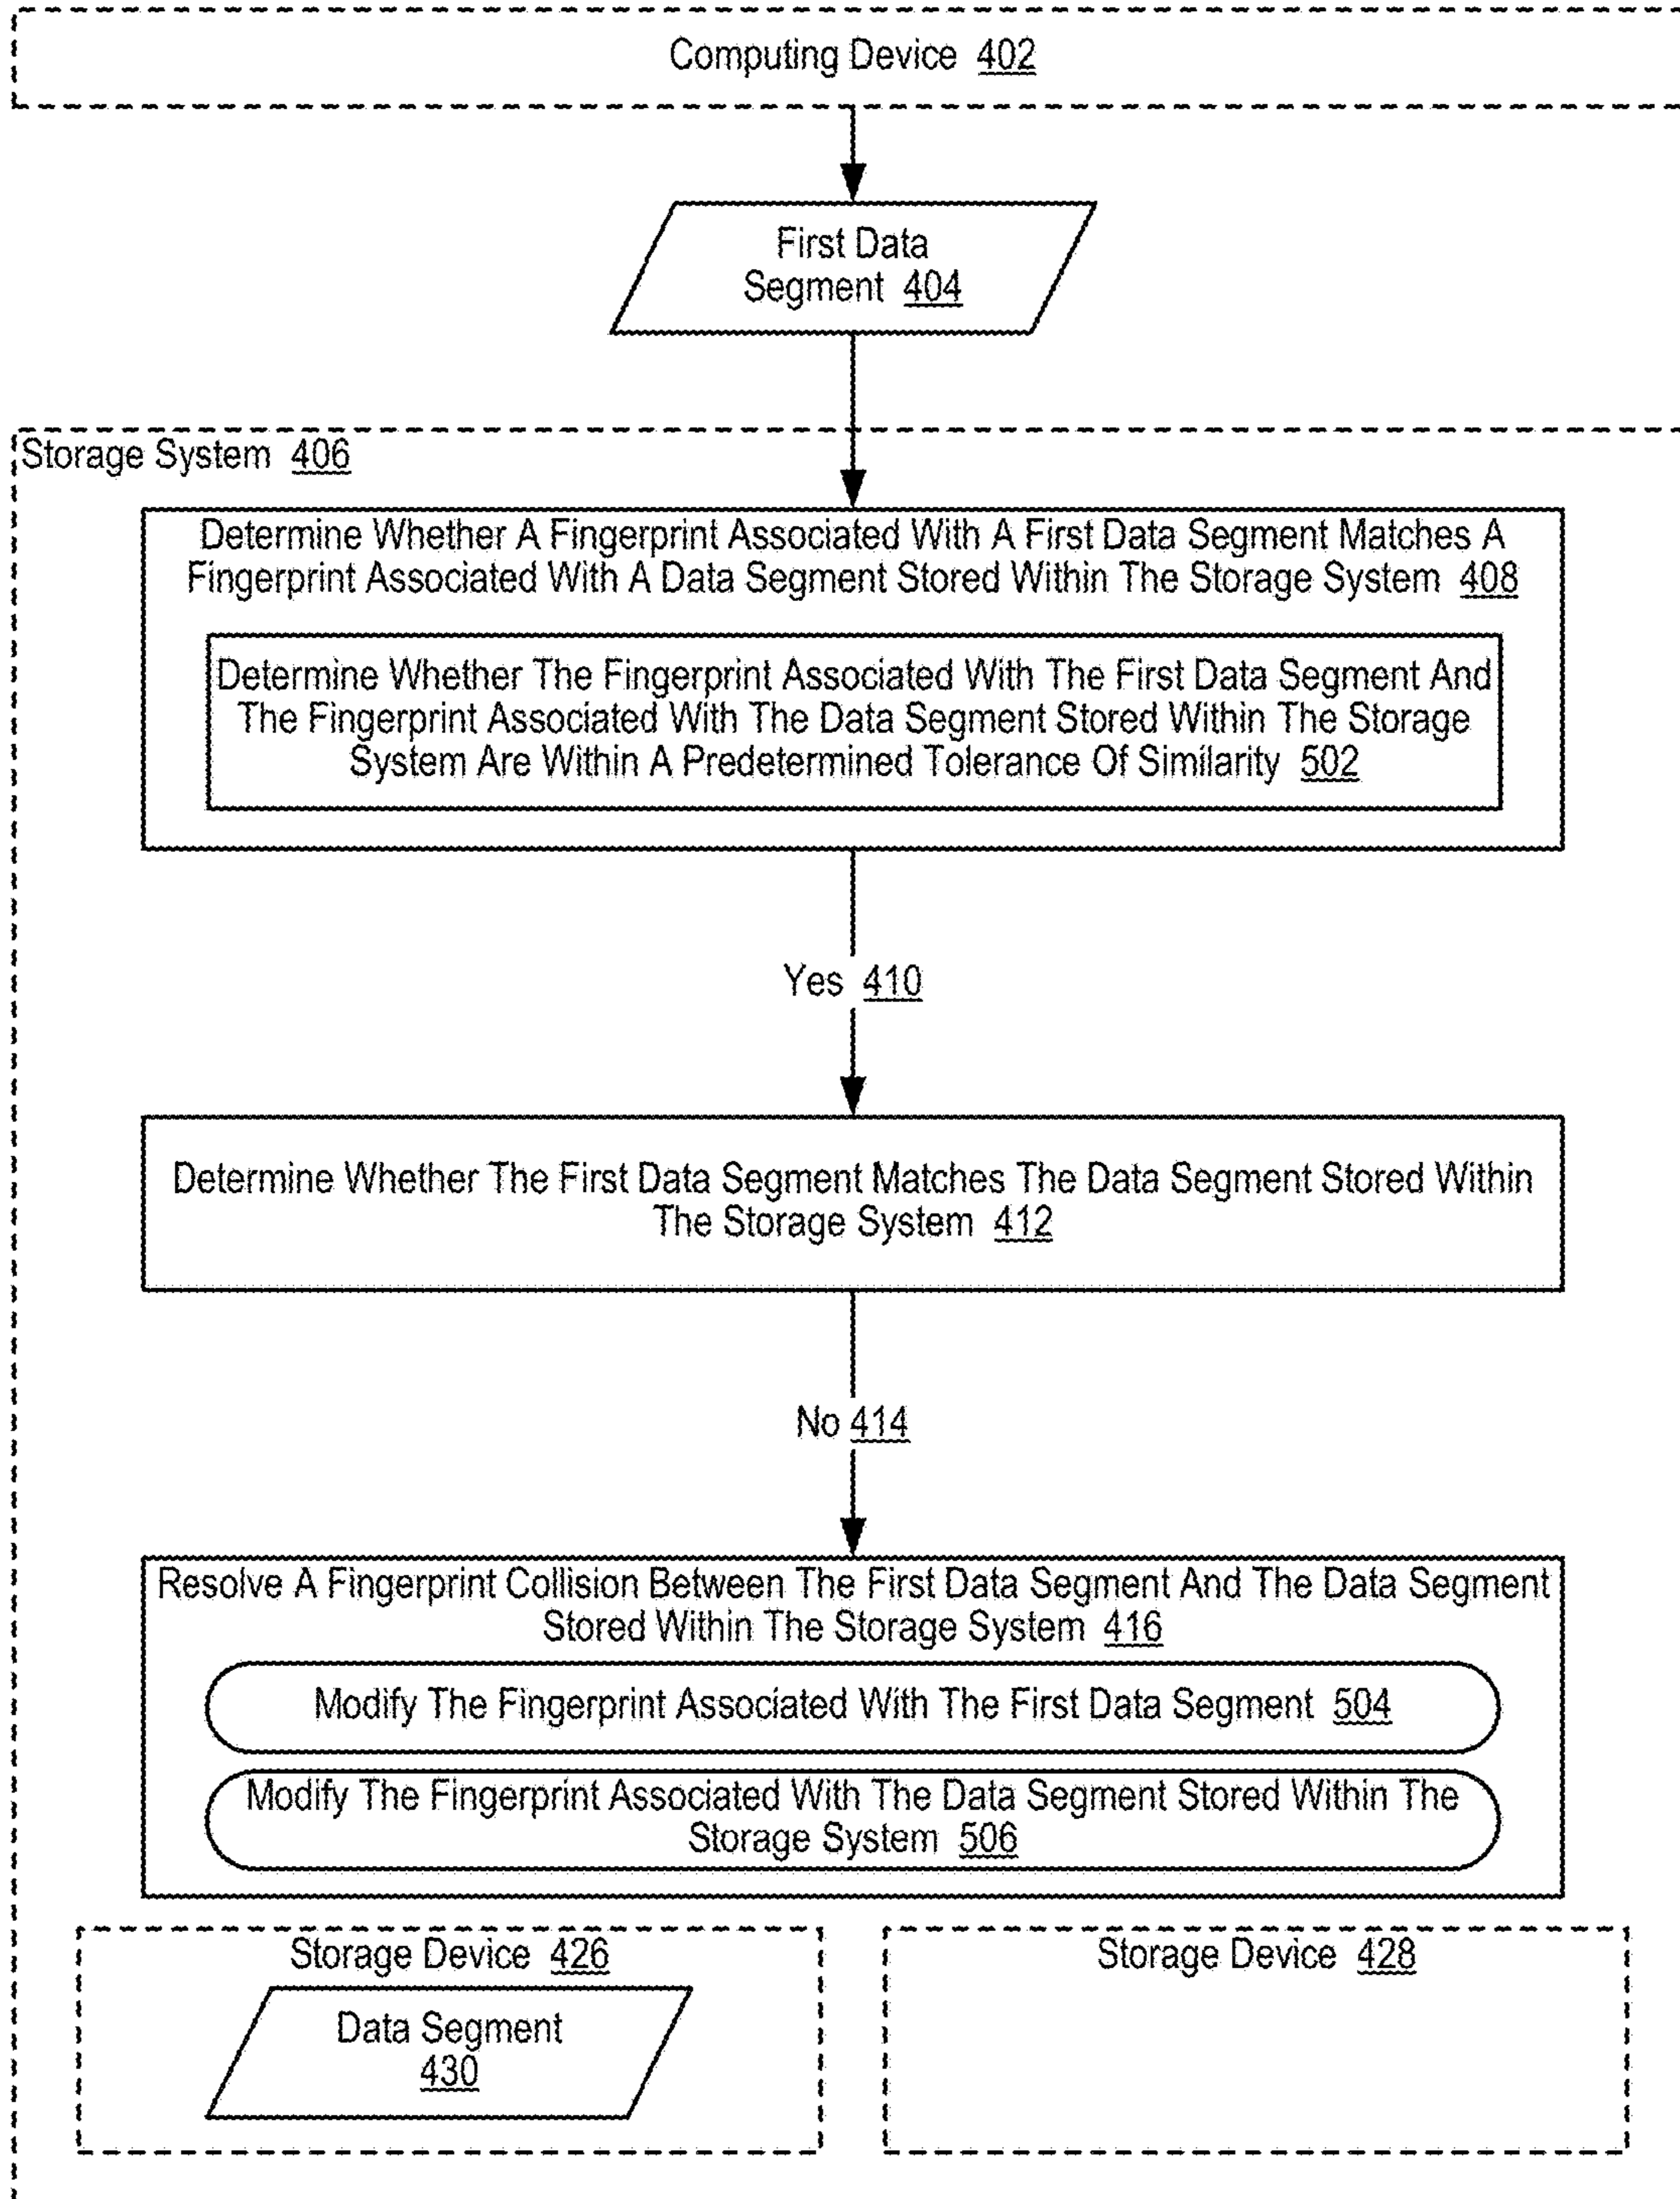 Computing Device 402
First Data
Segment 404
Storage System 406
Determine Whether A Fingerprint Associated With A First Data Segment Matches A
Fingerprint Associated With A Data Segment Stored Within The Storage System 408
Determine Whether The Fingerprint Associated With The First Data Segment And
The Fingerprint Associated With The Data Segment Stored Within The Storage
System Are Within A Predetermined Tolerance Of Similarity 502
Yes 410
Determine Whether The First Data Segment Matches The Data Segment Stored Within
The Storage System 412
No 414
Resolve A Fingerprint Collision Between The First Data Segment And The Data Segment
Stored Within The Storage System 416
Modify The Fingerprint Associated With The First Data Segment 504
Modify The Fingerprint Associated With The Data Segment Stored Within The
Storage System 506
Storage Device 426
Data Segment
430
Storage Device 428